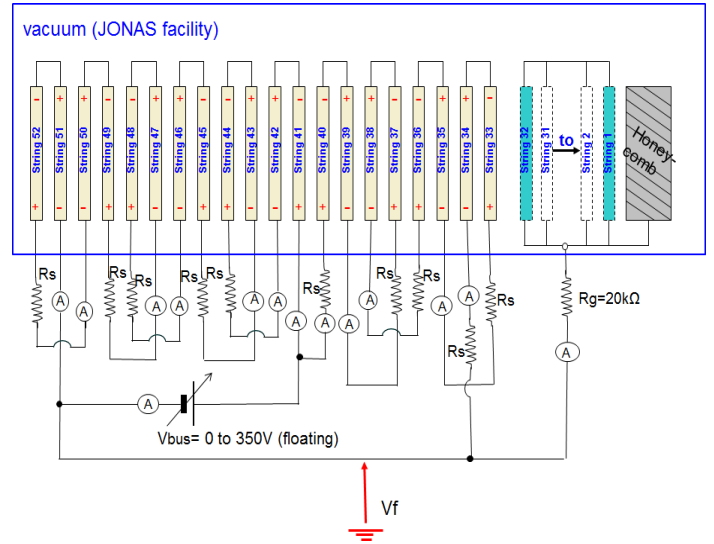 vacuum (JONAS facility)
- + + - - + + - - + + - - + + - - + + -
String 52
String 51
String 50
String 49
String 48
String 47
String 46
String 45
String 44
String 43
String 42
String 41
String 40
String 39
String 38
String 37
String 36
String 35
String 34
String 33
String 32
String 31
to
String 2
String 1
Honey-
comb
+ - - + + - - + + - - + + - - + + - - +
Rs
A
A
Rs
Rs
A
A
Rs
Rs
A
A
A
Rs
A
A
A
Rs
Rs
A
A
Rs
Rs
Rg=20kΩ
A
A
Vbus= 0 to 350V (floating)
Vf